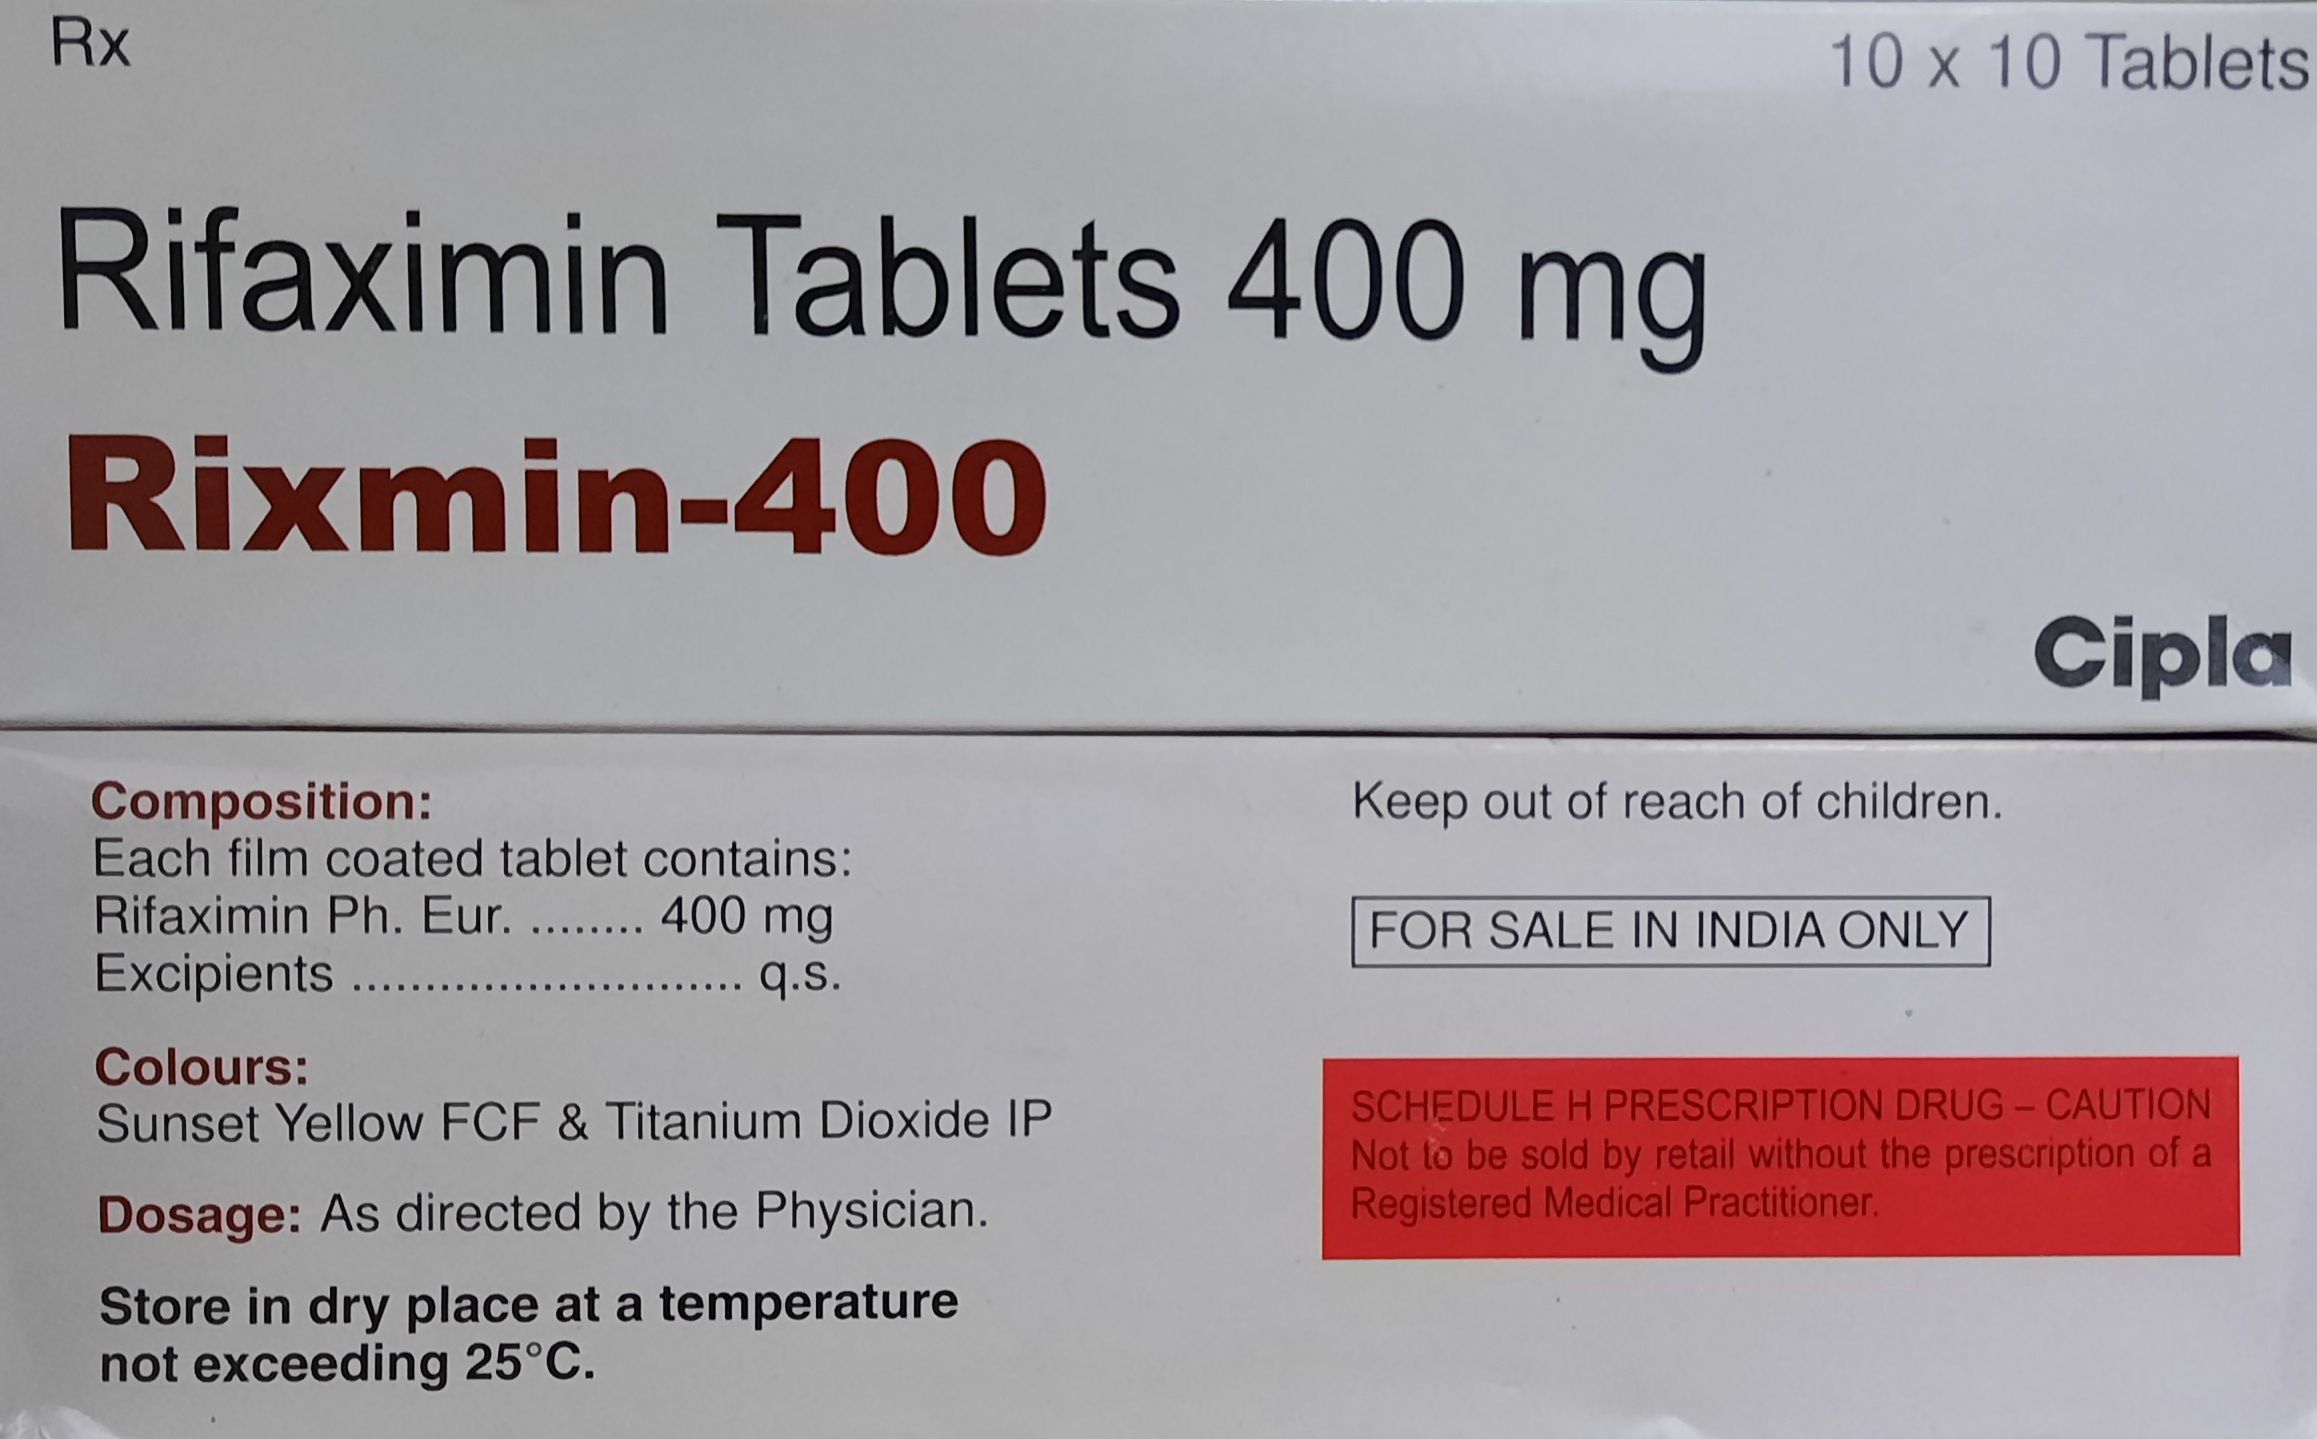 Rx
10 x 10 Tablets
Rifaximin Tablets 400 mg
Rixmin-400
Cipla
Composition:
Each film coated tablet contains:
Rifaximin Ph. Eur. ........ 400 mg
Excipients ........................... q.s.
Colours:
Sunset Yellow FCF & Titanium Dioxide IP
Dosage: As directed by the Physician.
Store in dry place at a temperature
not exceeding 25°C.
Keep out of reach of children.
FOR SALE IN INDIA ONLY
SCHEDULE H PRESCRIPTION DRUG – CAUTION
Not to be sold by retail without the prescription of a
Registered Medical Practitioner.